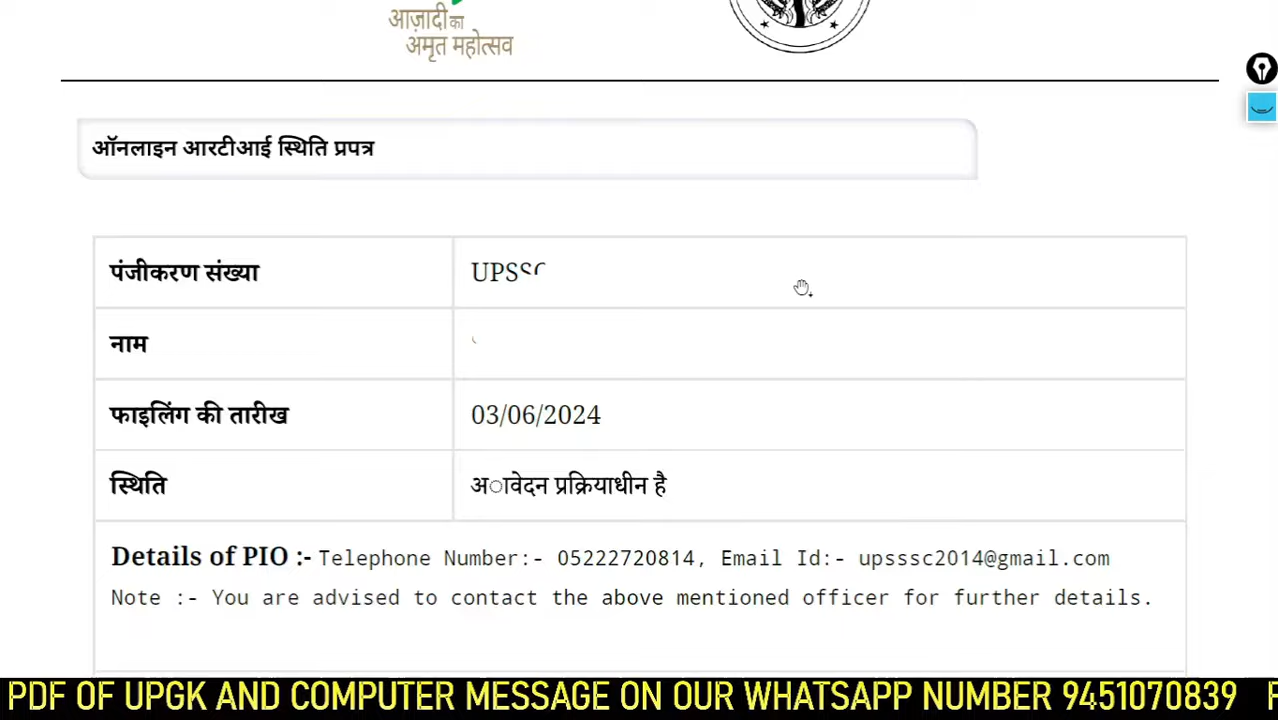 आज़ादी का
अमृत महोत्सव
ऑनलाइन आरटीआई स्थिति प्रपत्र
पंजीकरण संख्या UPSSC
नाम
फाइलिंग की तारीख 03/06/2024
स्थिति अावेदन प्रक्रियाधीन है
Details of PIO :- Telephone Number:- 05222720814, Email Id:- upsssc2014@gmail.com
Note :- You are advised to contact the above mentioned officer for further details.
PDF OF UPGK AND COMPUTER MESSAGE ON OUR WHATSAPP NUMBER 9451070839